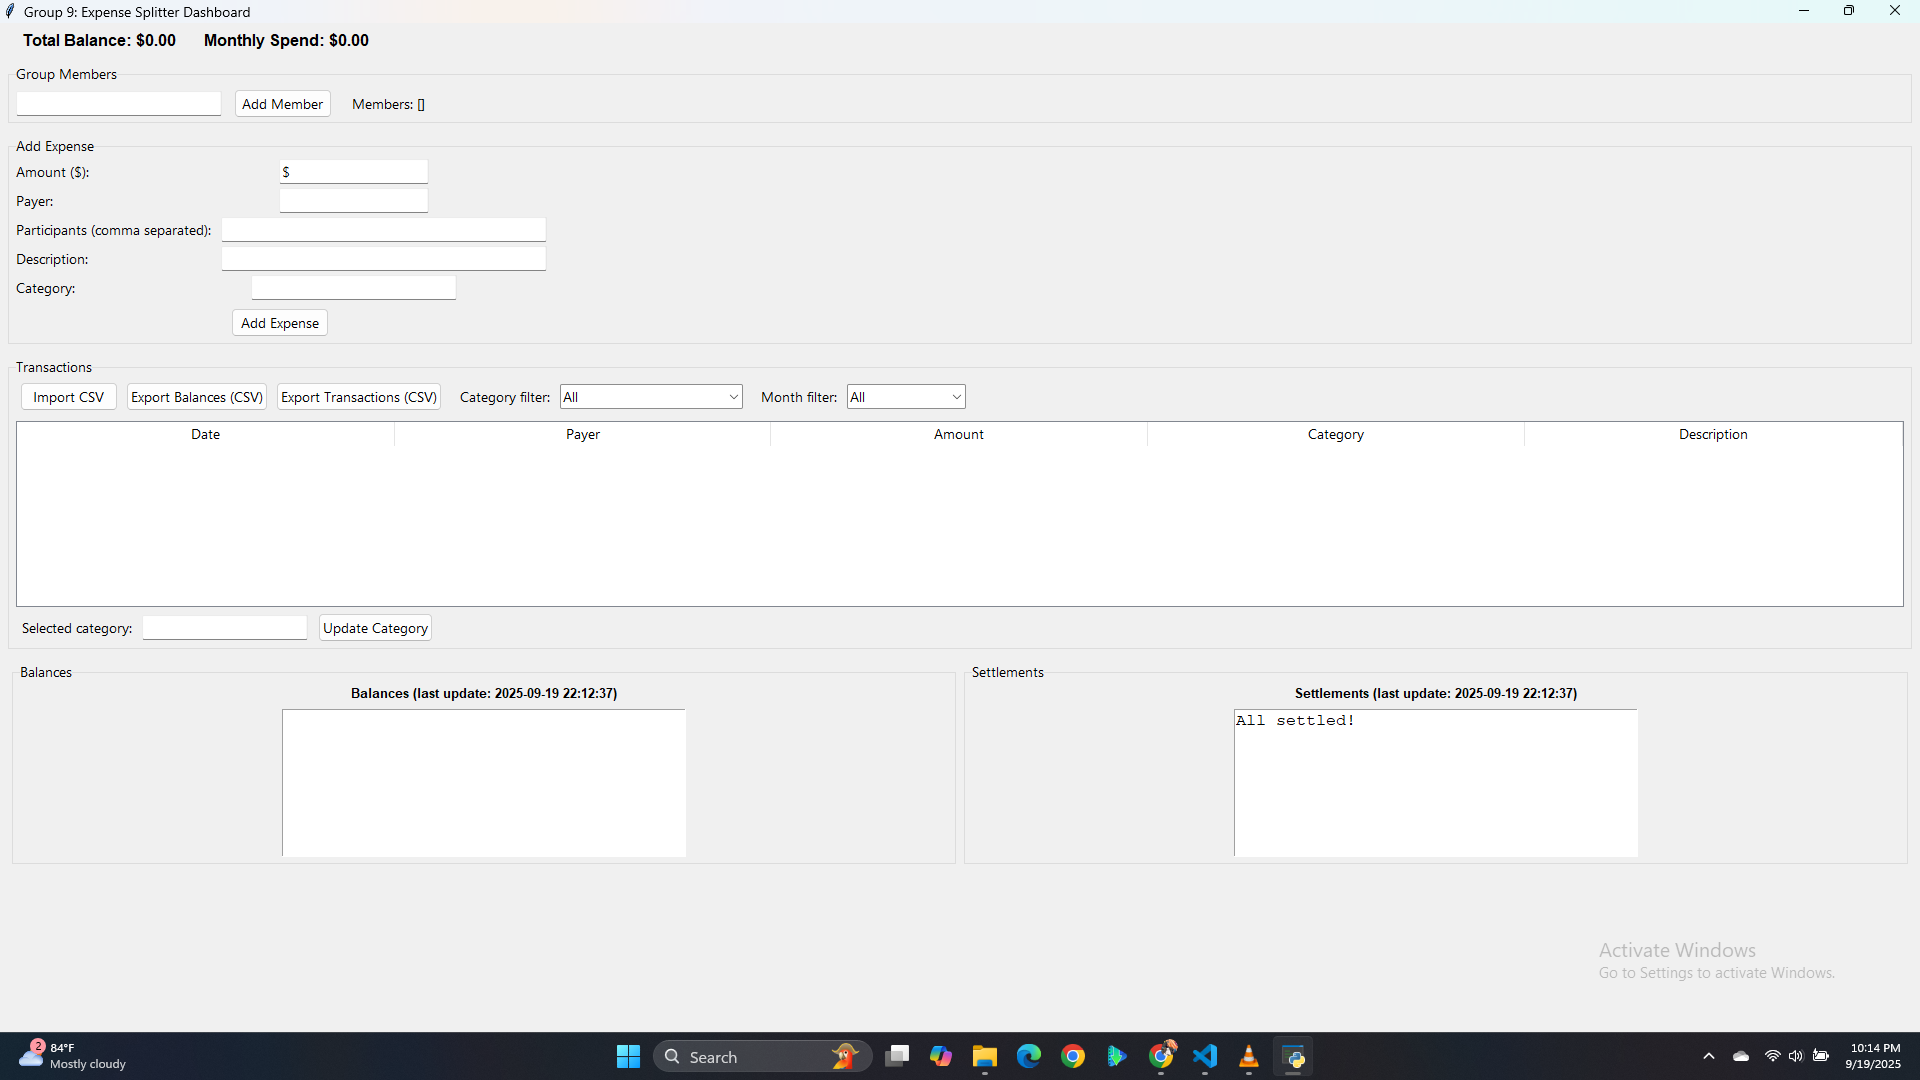 Group 9: Expense Splitter Dashboard
Total Balance: $0.00 Monthly Spend: $0.00
Group Members
Add Member Members: []
Add Expense
Amount ($): $
Payer:
Participants (comma separated):
Description:
Category:
Add Expense
Transactions
Import CSV Export Balances (CSV) Export Transactions (CSV) Category filter: All Month filter: All
Date Payer Amount Category Description
Selected category: Update Category
Balances
Balances (last update: 2025-09-19 22:12:37)
Settlements
Settlements (last update: 2025-09-19 22:12:37)
All settled!
Activate Windows
Go to Settings to activate Windows.
2
84°F
Mostly cloudy
Search
10:14 PM
9/19/2025